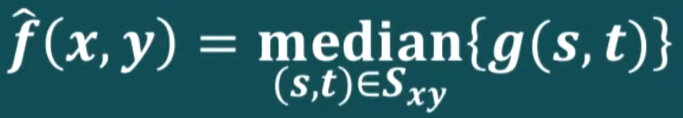 f̂(x, y) = median{g(s, t)}
(s,t)∈Sxy